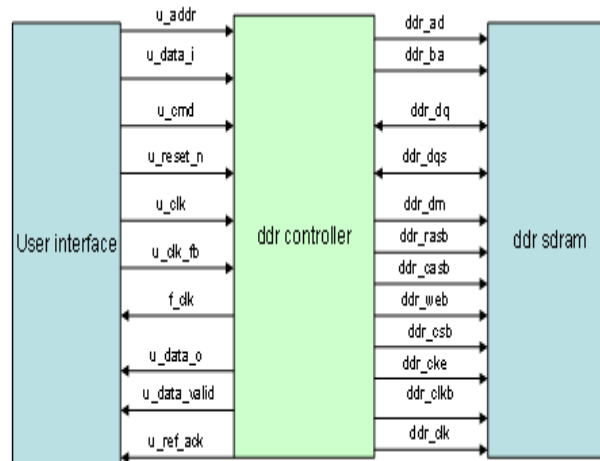 u_addr
u_data_i
u_cmd
u_reset_n
u_clk
u_clk_fb
f_clk
u_data_o
u_data_valid
u_ref_ack
User interface
ddr controller
ddr_ad
ddr_ba
ddr_dq
ddr_dqs
ddr_dm
ddr_rasb
ddr_casb
ddr_web
ddr_csb
ddr_cke
ddr_clkb
ddr_clk
ddr sdram